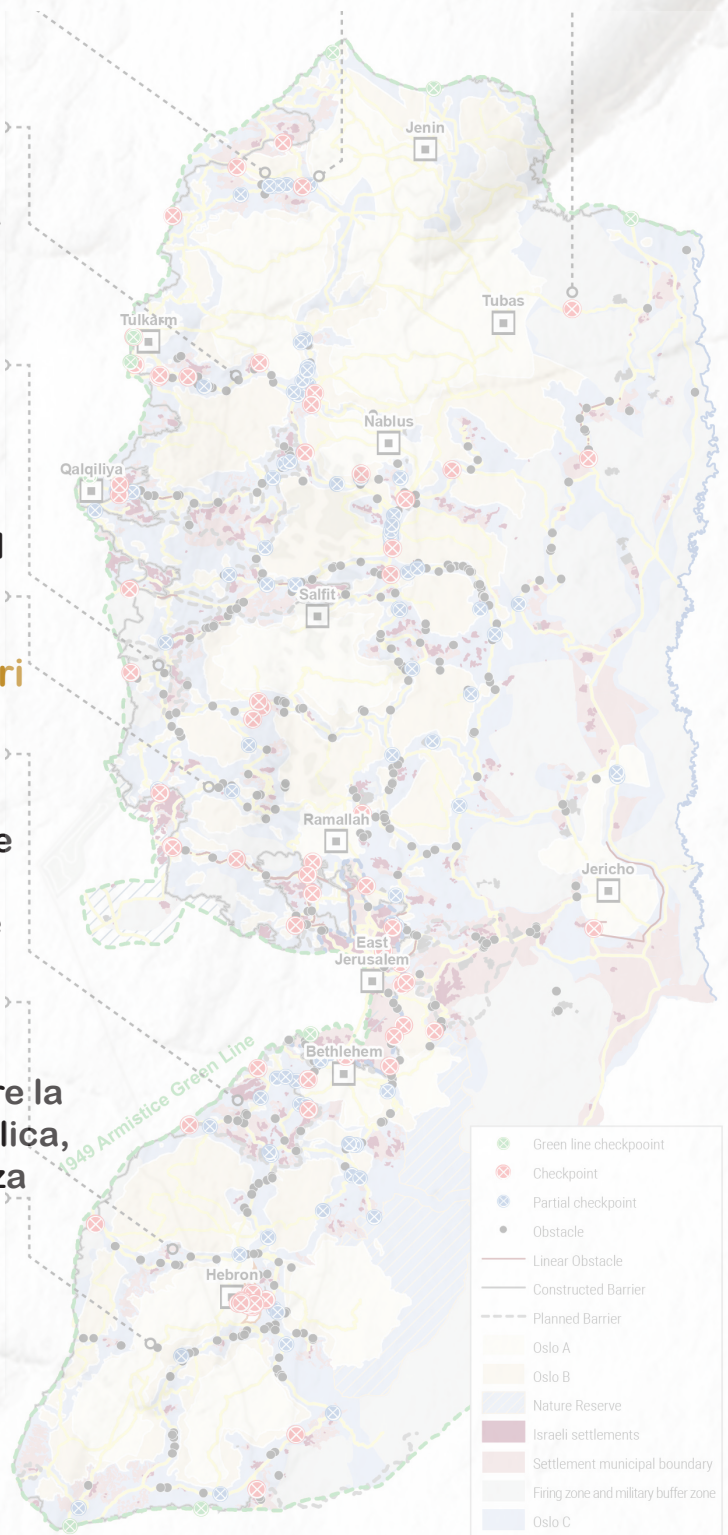 Jenin
Tubas
Tulkarm
Nablus
Qalqiliya
Salfit
ri
e
Ramallah
Jericho
East
Jerusalem
1949 Armistice Green Line
Bethlehem
re la
lica,
za
Hebron
Green line checkpooint
Checkpoint
Partial checkpoint
Obstacle
Linear Obstacle
Constructed Barrier
Planned Barrier
Oslo A
Oslo B
Nature Reserve
Israeli settlements
Settlement municipal boundary
Firing zone and military buffer zone
Oslo C